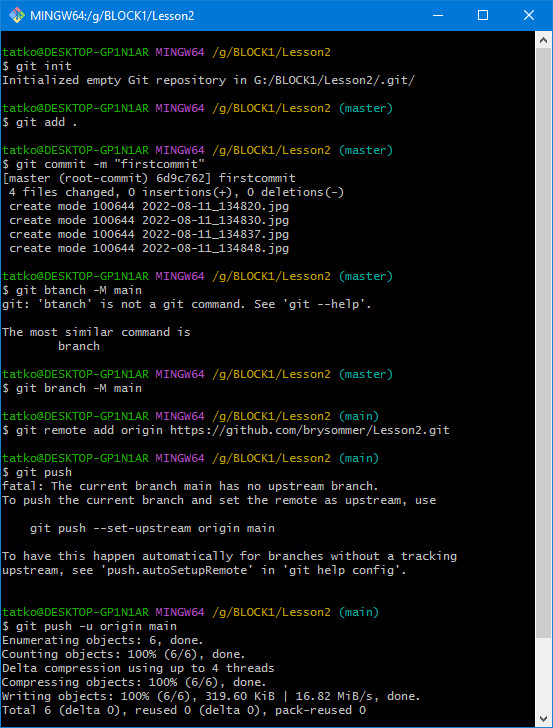 MINGW64:/g/BLOCK1/Lesson2
tatko@DESKTOP-GP1N1AR MINGW64 /g/BLOCK1/Lesson2
$ git init
Initialized empty Git repository in G:/BLOCK1/Lesson2/.git/
tatko@DESKTOP-GP1N1AR MINGW64 /g/BLOCK1/Lesson2 (master)
$ git add .
tatko@DESKTOP-GP1N1AR MINGW64 /g/BLOCK1/Lesson2 (master)
$ git commit -m "firstcommit"
[master (root-commit) 6d9c762] firstcommit
 4 files changed, 0 insertions(+), 0 deletions(-)
 create mode 100644 2022-08-11_134820.jpg
 create mode 100644 2022-08-11_134830.jpg
 create mode 100644 2022-08-11_134837.jpg
 create mode 100644 2022-08-11_134848.jpg
tatko@DESKTOP-GP1N1AR MINGW64 /g/BLOCK1/Lesson2 (master)
$ git btanch -M main
git: 'btanch' is not a git command. See 'git --help'.
The most similar command is
        branch
tatko@DESKTOP-GP1N1AR MINGW64 /g/BLOCK1/Lesson2 (master)
$ git branch -M main
tatko@DESKTOP-GP1N1AR MINGW64 /g/BLOCK1/Lesson2 (main)
$ git remote add origin https://github.com/brysommer/Lesson2.git
tatko@DESKTOP-GP1N1AR MINGW64 /g/BLOCK1/Lesson2 (main)
$ git push
fatal: The current branch main has no upstream branch.
To push the current branch and set the remote as upstream, use
    git push --set-upstream origin main
To have this happen automatically for branches without a tracking
upstream, see 'push.autoSetupRemote' in 'git help config'.
tatko@DESKTOP-GP1N1AR MINGW64 /g/BLOCK1/Lesson2 (main)
$ git push -u origin main
Enumerating objects: 6, done.
Counting objects: 100% (6/6), done.
Delta compression using up to 4 threads
Compressing objects: 100% (6/6), done.
Writing objects: 100% (6/6), 319.60 KiB | 16.82 MiB/s, done.
Total 6 (delta 0), reused 0 (delta 0), pack-reused 0